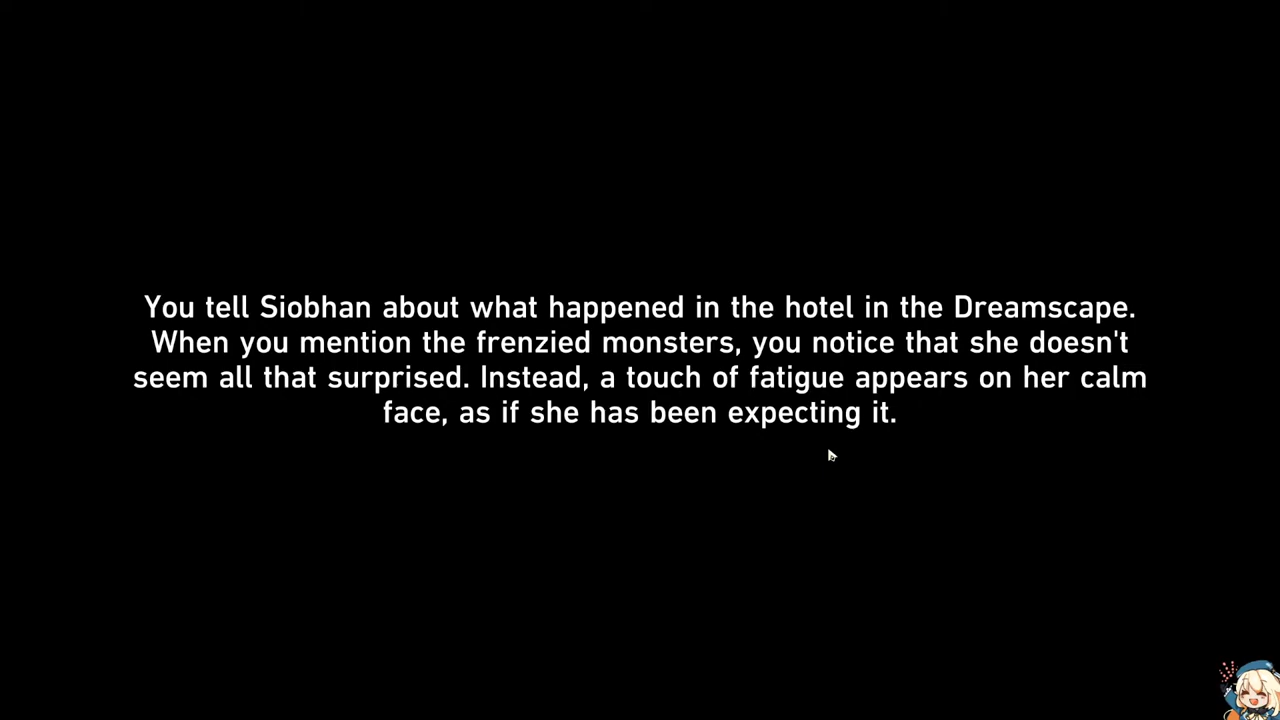 You tell Siobhan about what happened in the hotel in the Dreamscape.
When you mention the frenzied monsters, you notice that she doesn't
seem all that surprised. Instead, a touch of fatigue appears on her calm
face, as if she has been expecting it.